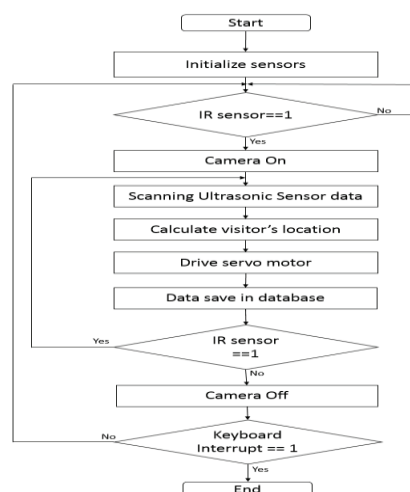 Start
Initialize sensors
IR sensor==1
No
Yes
Camera On
Scanning Ultrasonic Sensor data
Calculate visitor's location
Drive servo motor
Data save in database
Yes
IR sensor
==1
No
Camera Off
No
Keyboard
Interrupt == 1
Yes
End